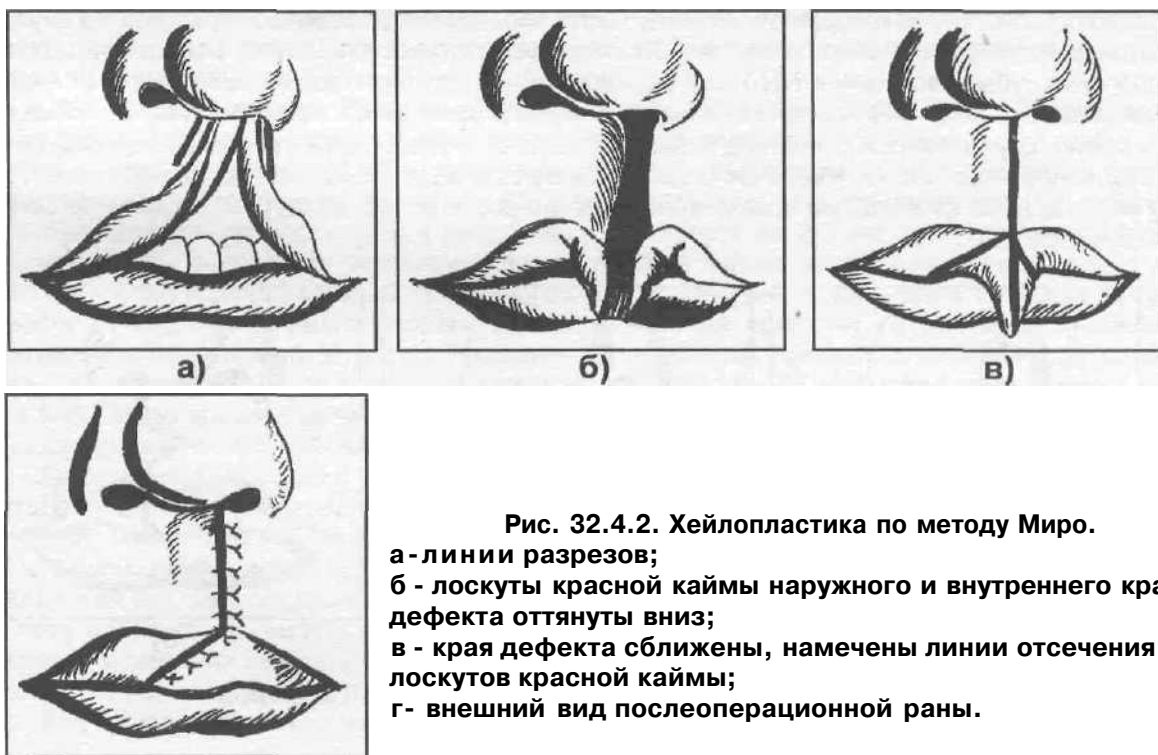 а)
б)
в)
Рис. 32.4.2. Хейлопластика по методу Миро.
а-линии разрезов;
б - лоскуты красной каймы наружного и внутреннего кра
дефекта оттянуты вниз;
в - края дефекта сближены, намечены линии отсечения
лоскутов красной каймы;
г- внешний вид послеоперационной раны.